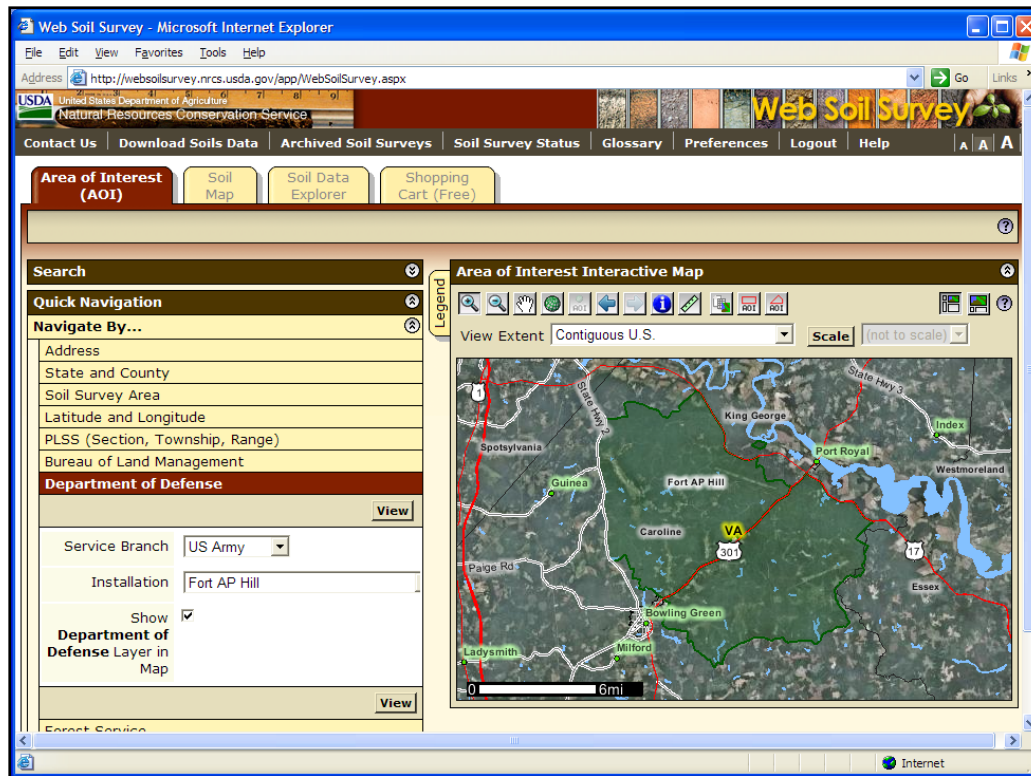 Web Soil Survey - Microsoft Internet Explorer
File Edit View Favorites Tools Help
Address http://websoilsurvey.nrcs.usda.gov/app/WebSoilSurvey.aspx Go Links
USDA United States Department of Agriculture
Natural Resources Conservation Service
Web Soil Survey
Contact Us Download Soils Data Archived Soil Surveys Soil Survey Status Glossary Preferences Logout Help A A A
Area of Interest
(AOI)
Soil
Map
Soil Data
Explorer
Shopping
Cart (Free)
Search
Quick Navigation
Navigate By...
Address
State and County
Soil Survey Area
Latitude and Longitude
PLSS (Section, Township, Range)
Bureau of Land Management
Department of Defense
View
Service Branch US Army
Installation Fort AP Hill
Show
Department of
Defense Layer in
Map
View
Forest Service
Legend
Area of Interest Interactive Map
AOI AOI AOI
View Extent Contiguous U.S. Scale (not to scale)
1
State Hwy 2
State Hwy 3
King George
Index
Spotsylvania
Port Royal
Westmoreland
Guinea
Fort AP Hill
Caroline
VA
301
17
Paige Rd
Essex
Bowling Green
Ladysmith
Milford
0 6mi
Internet